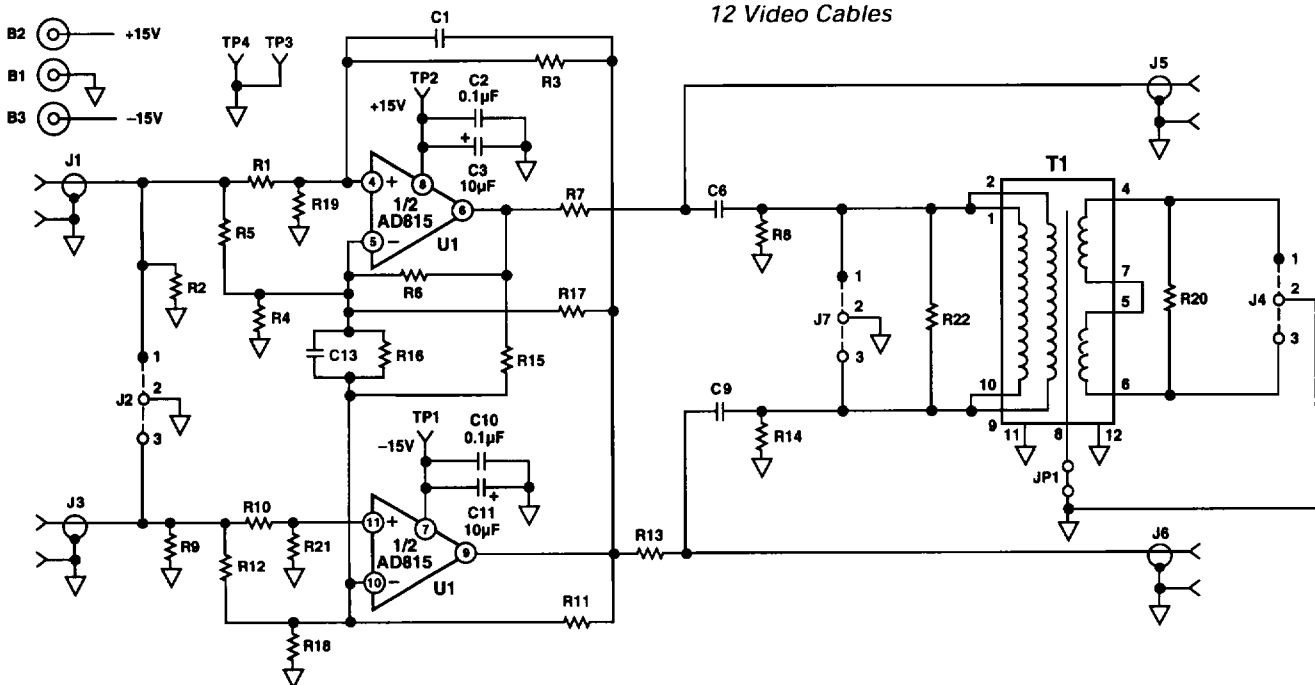 12 Video Cables
B2 +15V
B1
B3 −15V
TP4 TP3
C1
R3
TP2
C2
0.1µF
+15V
+
C3
10µF
J1
R1
R19
R5
R2
R4
4 +
8
1/2
AD815
6
5 −
U1
R7
R6
R17
C13
R16
R15
J2
1
2
3
TP1
−15V
C10
0.1µF
+
C11
10µF
J3
R9
R10
R12
R21
R18
11 +
7
1/2
AD815
9
10 −
U1
R11
R13
J5
C6
R8
J7
1
2
3
R22
C9
R14
T1
2
1
10
9
11
8
12
4
7
5
6
JP1
R20
J4
1
2
3
J6